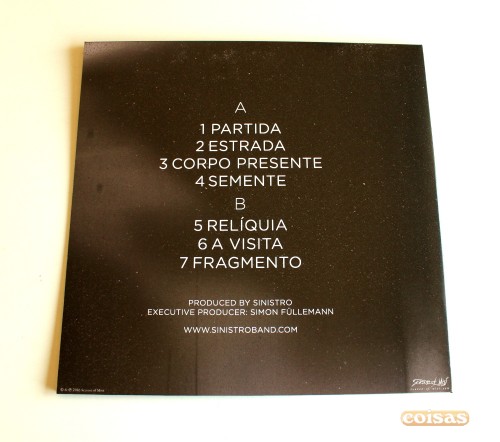 A
1 PARTIDA
2 ESTRADA
3 CORPO PRESENTE
4 SEMENTE
B
5 RELÍQUIA
6 A VISITA
7 FRAGMENTO
PRODUCED BY SINISTRO
EXECUTIVE PRODUCER: SIMON FÜLLEMANN
WWW.SINISTROBAND.COM
coisas